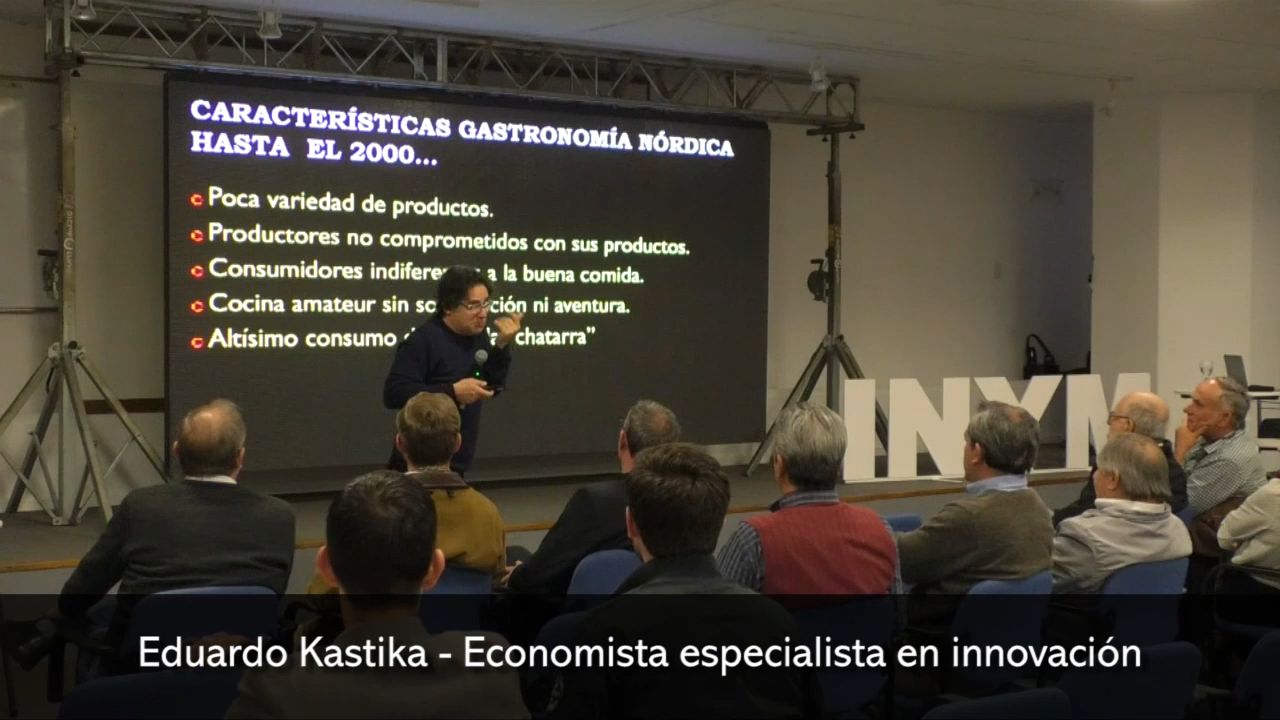 CARACTERÍSTICAS GASTRONOMÍA NÓRDICA
HASTA EL 2000...
Poca variedad de productos.
Productores no comprometidos con sus productos.
Consumidores a la buena comida.
Cocina amateur sin ni aventura.
Altísimo consumo chatarra"
INYM
Eduardo Kastika - Economista especialista en innovación